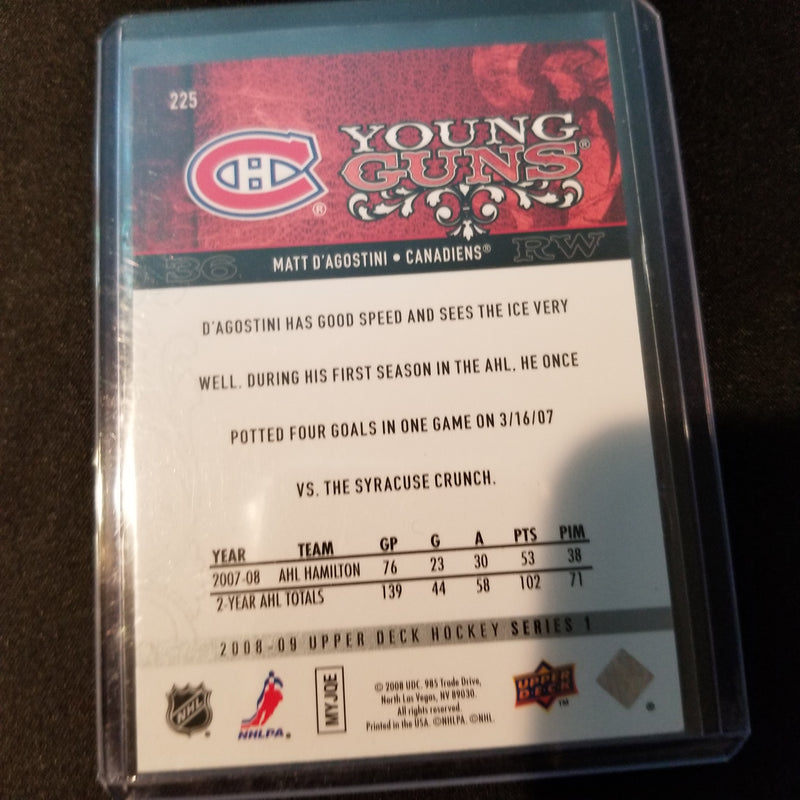 225
YOUNG
GUNS®
36 MATT D'AGOSTINI • CANADIENS® RW
D'AGOSTINI HAS GOOD SPEED AND SEES THE ICE VERY
WELL. DURING HIS FIRST SEASON IN THE AHL, HE ONCE
POTTED FOUR GOALS IN ONE GAME ON 3/16/07
VS. THE SYRACUSE CRUNCH.
YEAR TEAM GP G A PTS PIM
2007-08 AHL HAMILTON 76 23 30 53 38
2-YEAR AHL TOTALS 139 44 58 102 71
2008-09 UPPER DECK HOCKEY SERIES 1
NHL
NHLPA®
MY JOE
© 2008 UDC. 985 Trade Drive,
North Las Vegas, NV 89030.
All rights reserved.
Printed in the USA. ©NHLPA. ©NHL.
UPPER
DECK™